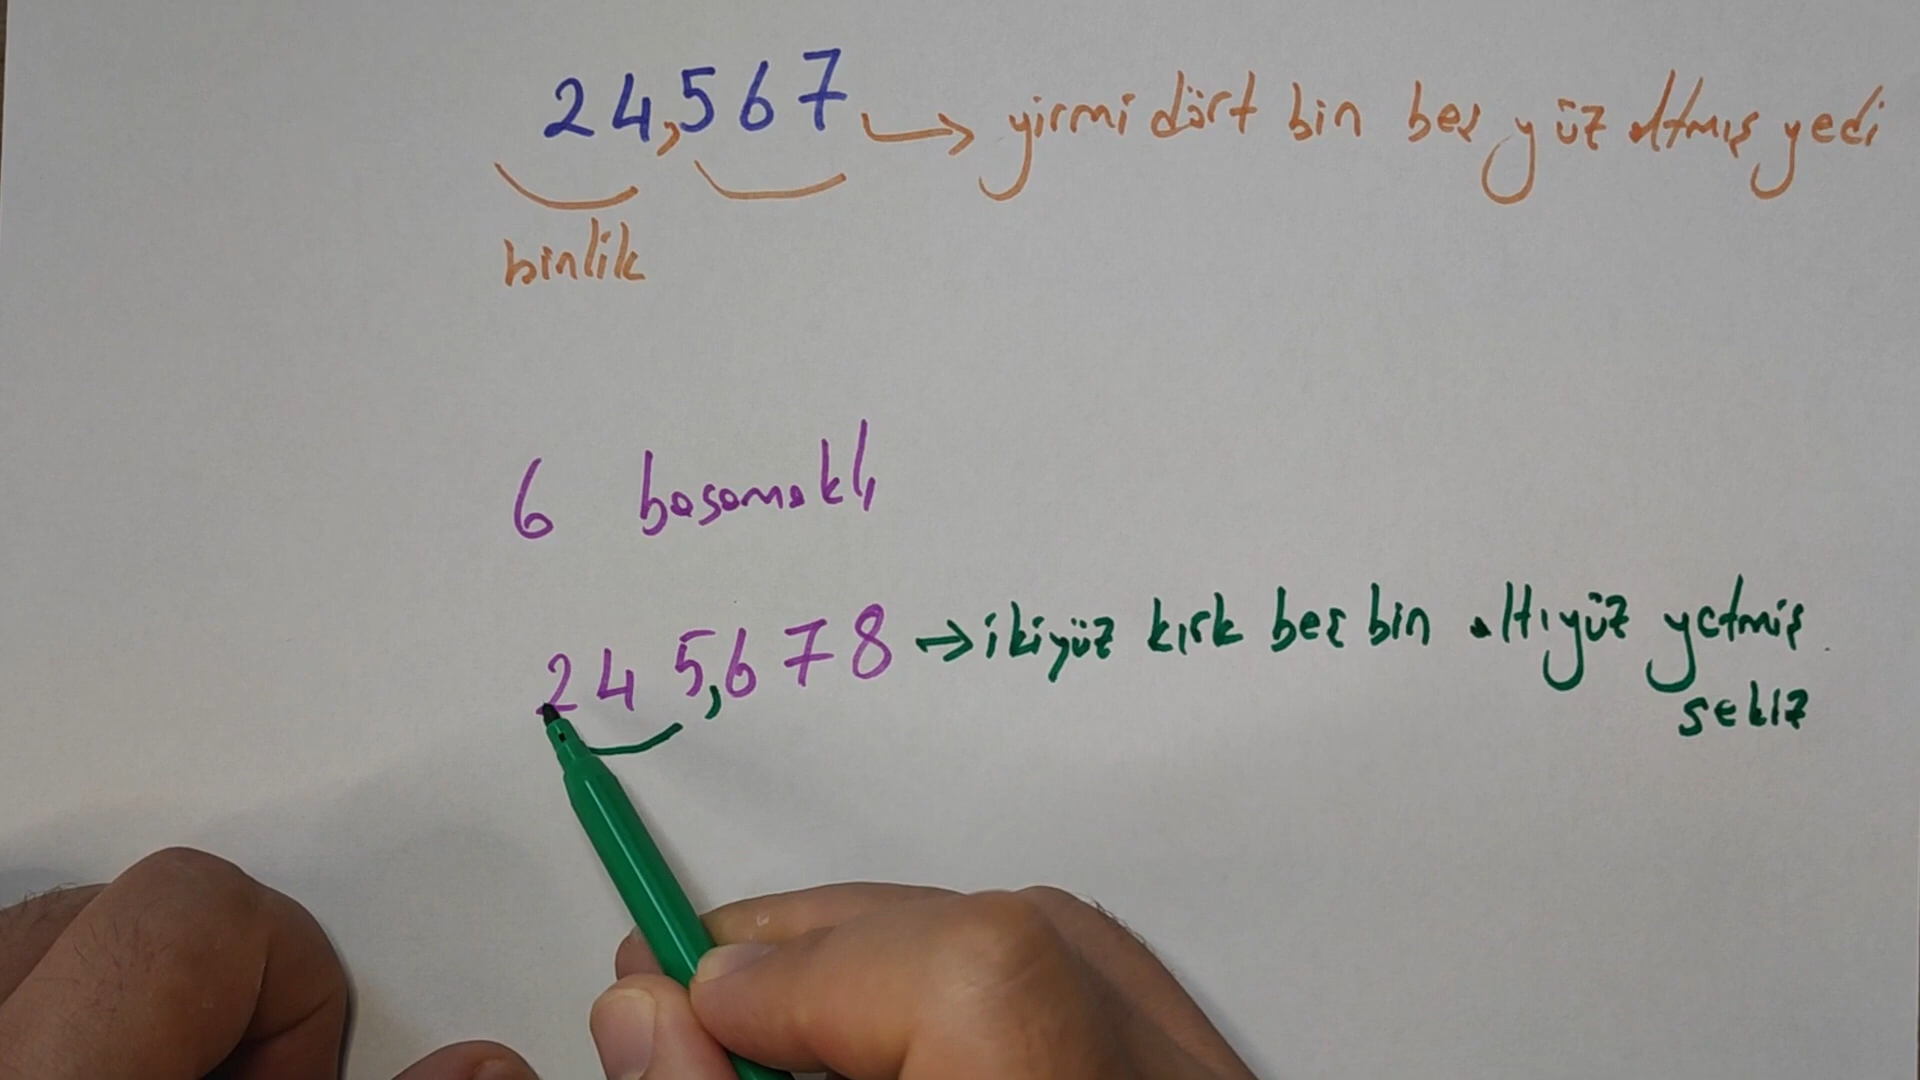 24,567 → yirmi dört bin beş yüz altmış yedi
binlik
6 basamaklı
245,678 → ikiyüz kırk beş bin altıyüz yetmiş
sekiz